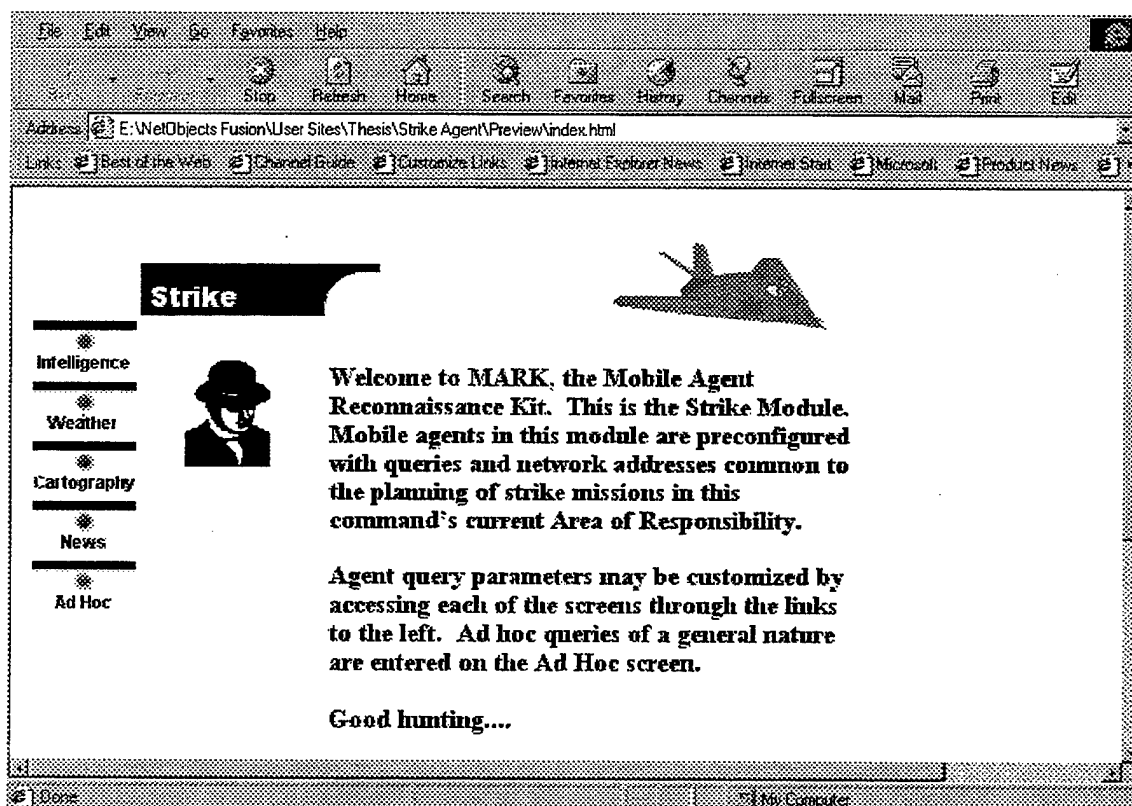 File Edit View Go Favorites Help
Stop Refresh Home Search Favorites History Channels Fullscreen Mail Print Edit
Address E:\NetObjects Fusion\User Sites\Thesis\Strike Agent\Preview\index.html
Links Best of the Web Channel Guide Customize Links Internet Explorer News Internet Start Microsoft Product News
Strike
Intelligence
Weather
Cartography
News
Ad Hoc
Welcome to MARK, the Mobile Agent
Reconnaissance Kit. This is the Strike Module.
Mobile agents in this module are preconfigured
with queries and network addresses common to
the planning of strike missions in this
command's current Area of Responsibility.
Agent query parameters may be customized by
accessing each of the screens through the links
to the left. Ad hoc queries of a general nature
are entered on the Ad Hoc screen.
Good hunting....
Done My Computer